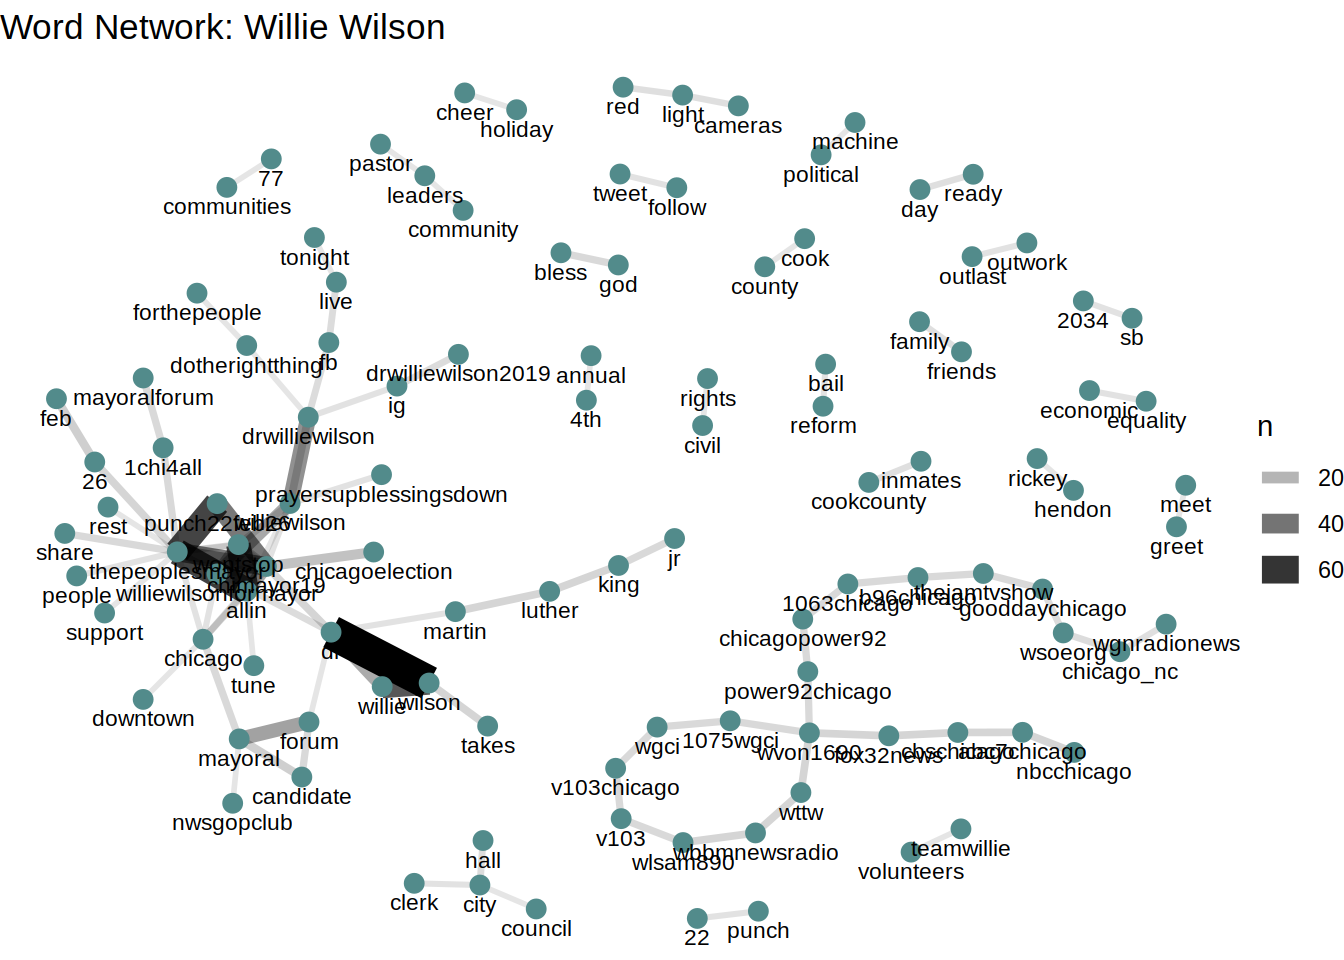 Word Network: Willie Wilson
cheer
holiday
red
light
cameras
machine
political
pastor
leaders
community
77
communities
tweet
follow
day
ready
tonight
live
bless
god
cook
county
outlast
outwork
forthepeople
dotherightthing
fb
2034
sb
family
friends
drwilliewilson2019
ig
annual
4th
rights
civil
bail
reform
economic
equality
feb
mayoralforum
drwilliewilson
26
1chi4all
prayersupblessingsdown
inmates
cookcounty
rickey
hendon
meet
greet
n
20
40
60
rest
punch22feb26
williewilson
share
thepeoplesmayor
chimayor19
chicagoelection
people
williewilsonformayor
allin
support
king
jr
luther
martin
chicago
tune
dr
willie
wilson
downtown
takes
mayoral
forum
candidate
nwsgopclub
1063chicago
b96chicago
thejamtvshow
gooddaychicago
chicagopower92
wsoeorg
wgnradionews
chicago_nc
power92chicago
wgci
1075wgci
wvon1690
fox32news
cbschicago
abc7chicago
nbcchicago
v103chicago
v103
wttw
wlsam890
wbbmnewsradio
teamwillie
volunteers
hall
clerk
city
council
22
punch